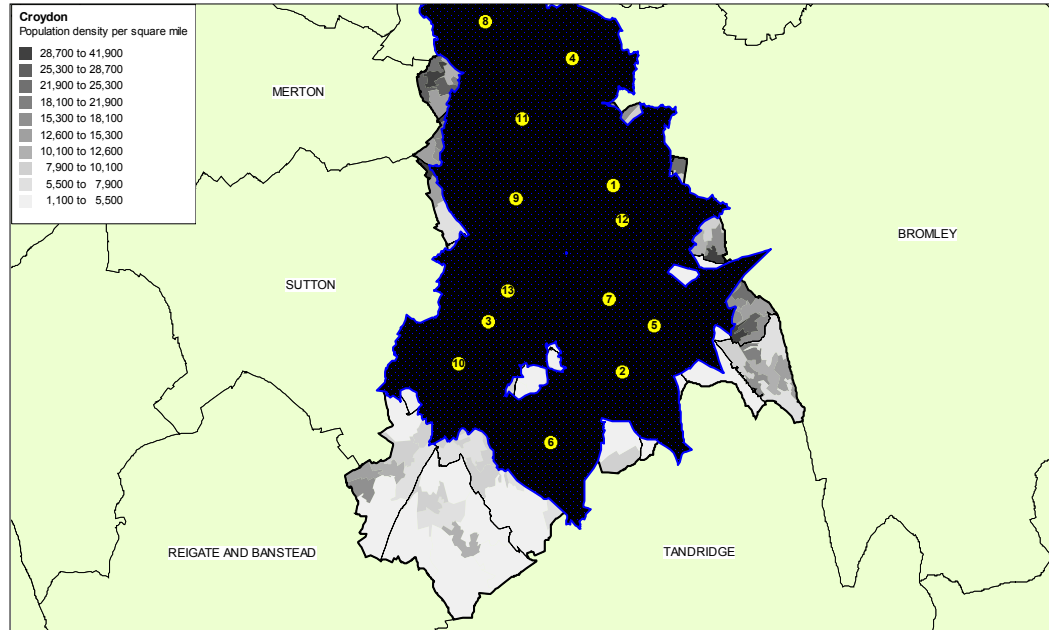 Croydon
Population density per square mile
28,700 to 41,900
25,300 to 28,700
21,900 to 25,300
18,100 to 21,900
15,300 to 18,100
12,600 to 15,300
10,100 to 12,600
7,900 to 10,100
5,500 to 7,900
1,100 to 5,500
8
4
MERTON
11
1
9
12
BROMLEY
SUTTON
13
7
3
5
10
2
6
REIGATE AND BANSTEAD
TANDRIDGE